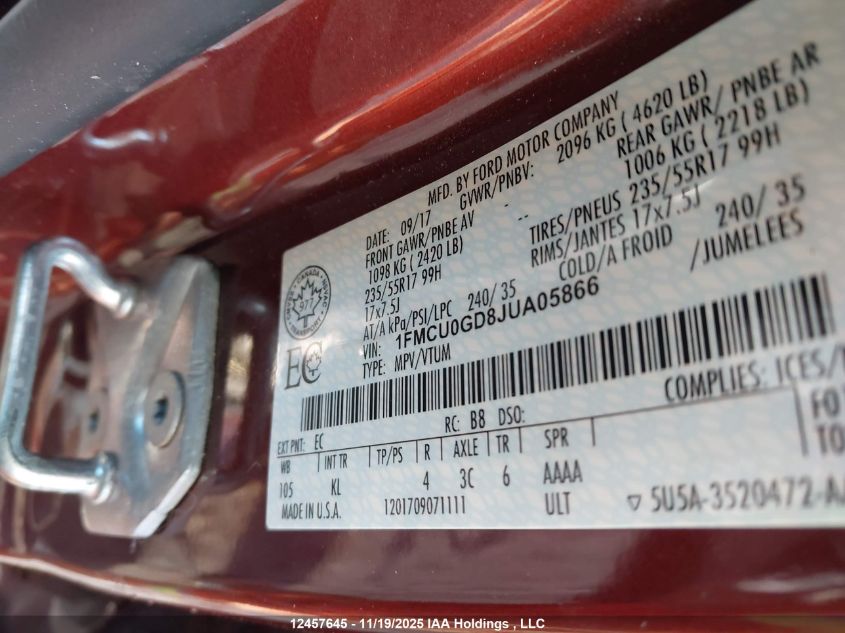 MFD. BY FORD MOTOR COMPANY
DATE: 09/17 GVWR/PNBV: 2096 KG ( 4620 LB)
FRONT GAWR/PNBE AV -- REAR GAWR/ PNBE AR
1098 KG ( 2420 LB) 1006 KG ( 2218 LB)
235/55R17 99H TIRES/PNEUS 235/55R17 99H
17x7.5J RIMS/JANTES 17x7.5J
AT/A kPa/PSI/LPC 240/ 35 COLD/A FROID 240/ 35
VIN: 1FMCU0GD8JUA05866 /JUMELEES
TYPE: MPV/VTUM
CANADA
TRANSPORT
EC
COMPLIES: ICES/
EXT PNT: EC RC: B8 DSO: FO
WB INT TR TP/PS R AXLE TR SPR TO
105 KL 4 3C 6 AAAA
MADE IN U.S.A. 1201709071111 ULT ▽ 5U5A-3520472-A
12457645 - 11/19/2025 IAA Holdings , LLC